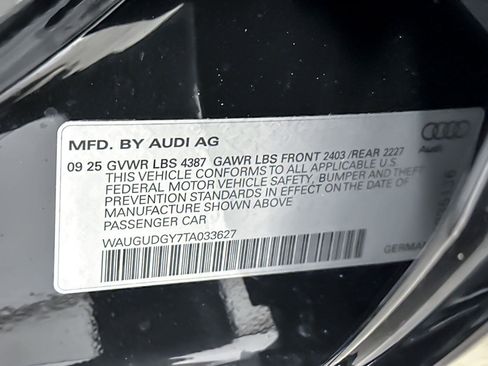 MFD. BY AUDI AG
09 25 GVWR LBS 4387 GAWR LBS FRONT 2403 /REAR 2227
THIS VEHICLE CONFORMS TO ALL APPLICABLE U.S.
FEDERAL MOTOR VEHICLE SAFETY, BUMPER AND THEFT
PREVENTION STANDARDS IN EFFECT ON THE DATE OF
MANUFACTURE SHOWN ABOVE
PASSENGER CAR
WAUGUDGY7TA033627
Audi
GERMAN